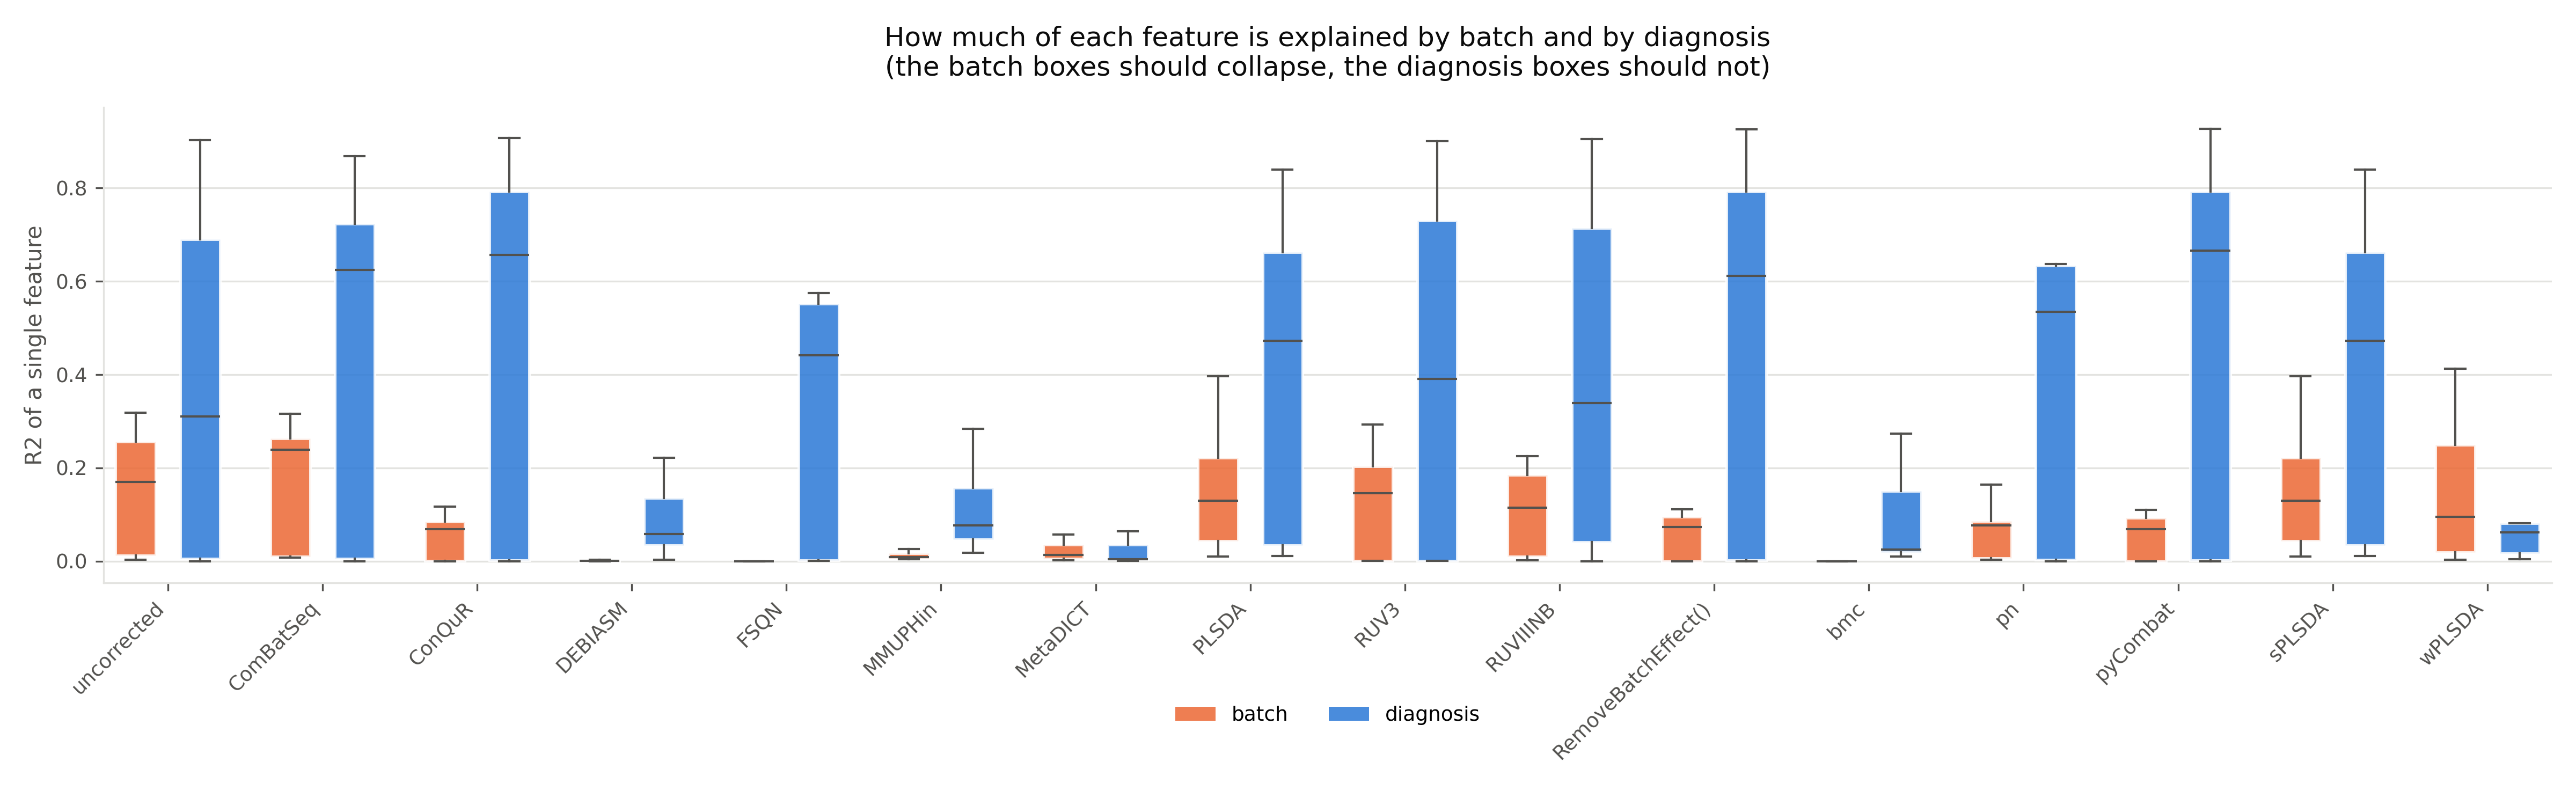 How much of each feature is explained by batch and by diagnosis
(the batch boxes should collapse, the diagnosis boxes should not)
R2 of a single feature
0.8
0.6
0.4
0.2
0.0
uncorrected
ComBatSeq
ConQuR
DEBIASM
FSQN
MMUPHin
MetaDICT
PLSDA
RUV3
RUVIIINB
RemoveBatchEffect()
bmc
pn
pyCombat
sPLSDA
wPLSDA
batch
diagnosis